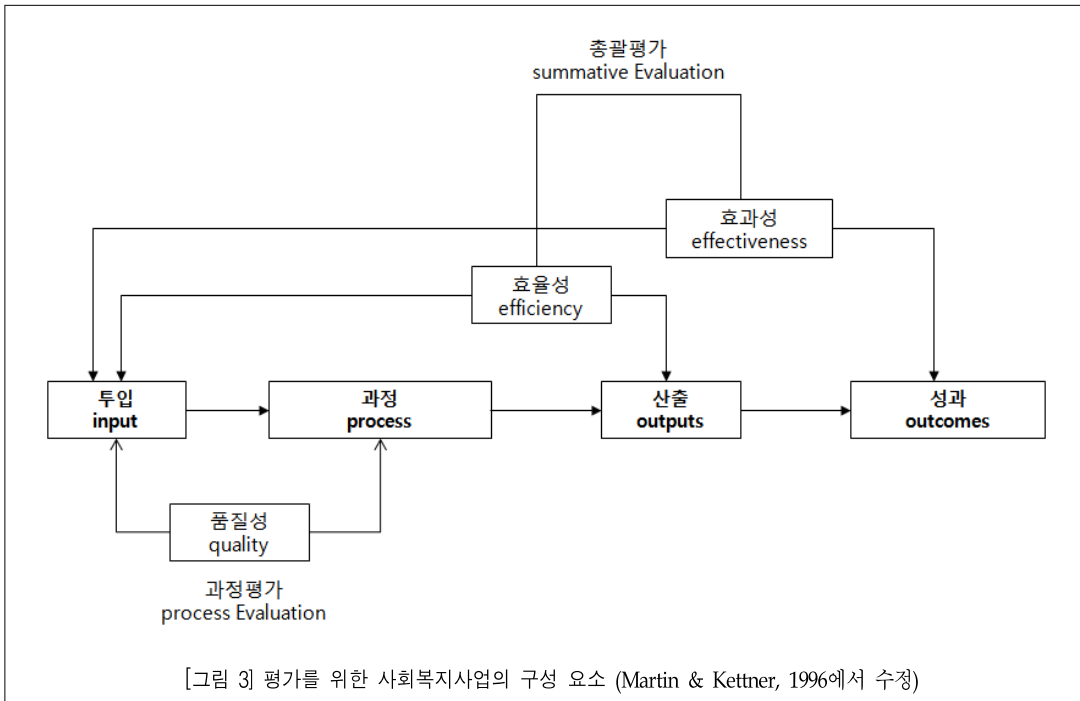 총괄평가
summative Evaluation
효과성
effectiveness
효율성
efficiency
투입
input
과정
process
산출
outputs
성과
outcomes
품질성
quality
과정평가
process Evaluation
[그림 3] 평가를 위한 사회복지사업의 구성 요소 (Martin & Kettner, 1996에서 수정)